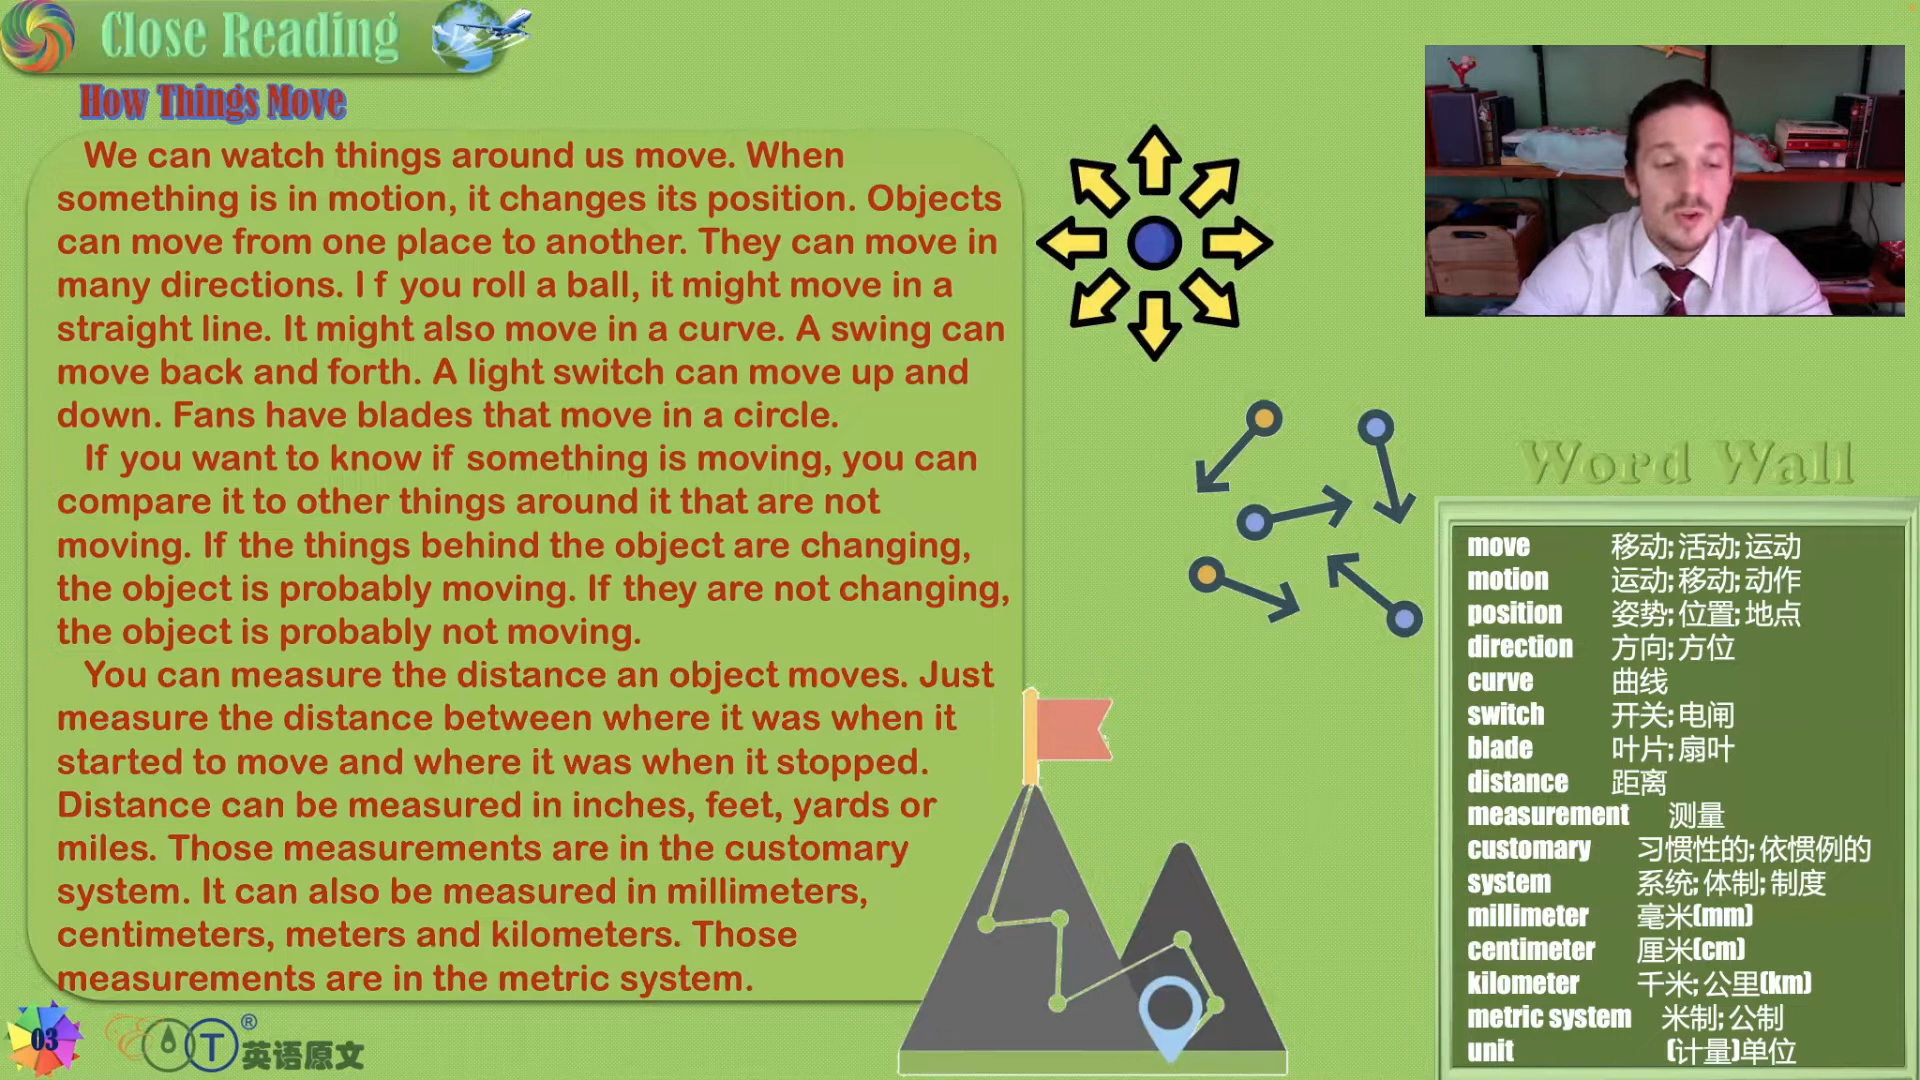 Close Reading
How Things Move
We can watch things around us move. When
something is in motion, it changes its position. Objects
can move from one place to another. They can move in
many directions. I f you roll a ball, it might move in a
straight line. It might also move in a curve. A swing can
move back and forth. A light switch can move up and
down. Fans have blades that move in a circle.
If you want to know if something is moving, you can
compare it to other things around it that are not
moving. If the things behind the object are changing,
the object is probably moving. If they are not changing,
the object is probably not moving.
You can measure the distance an object moves. Just
measure the distance between where it was when it
started to move and where it was when it stopped.
Distance can be measured in inches, feet, yards or
miles. Those measurements are in the customary
system. It can also be measured in millimeters,
centimeters, meters and kilometers. Those
measurements are in the metric system.
Word Wall
move 移动; 活动; 运动
motion 运动; 移动; 动作
position 姿势; 位置; 地点
direction 方向; 方位
curve 曲线
switch 开关; 电闸
blade 叶片; 扇叶
distance 距离
measurement 测量
customary 习惯性的; 依惯例的
system 系统; 体制; 制度
millimeter 毫米(mm)
centimeter 厘米(cm)
kilometer 千米; 公里(km)
metric system 米制; 公制
unit (计量)单位
03
T ® 英语原文